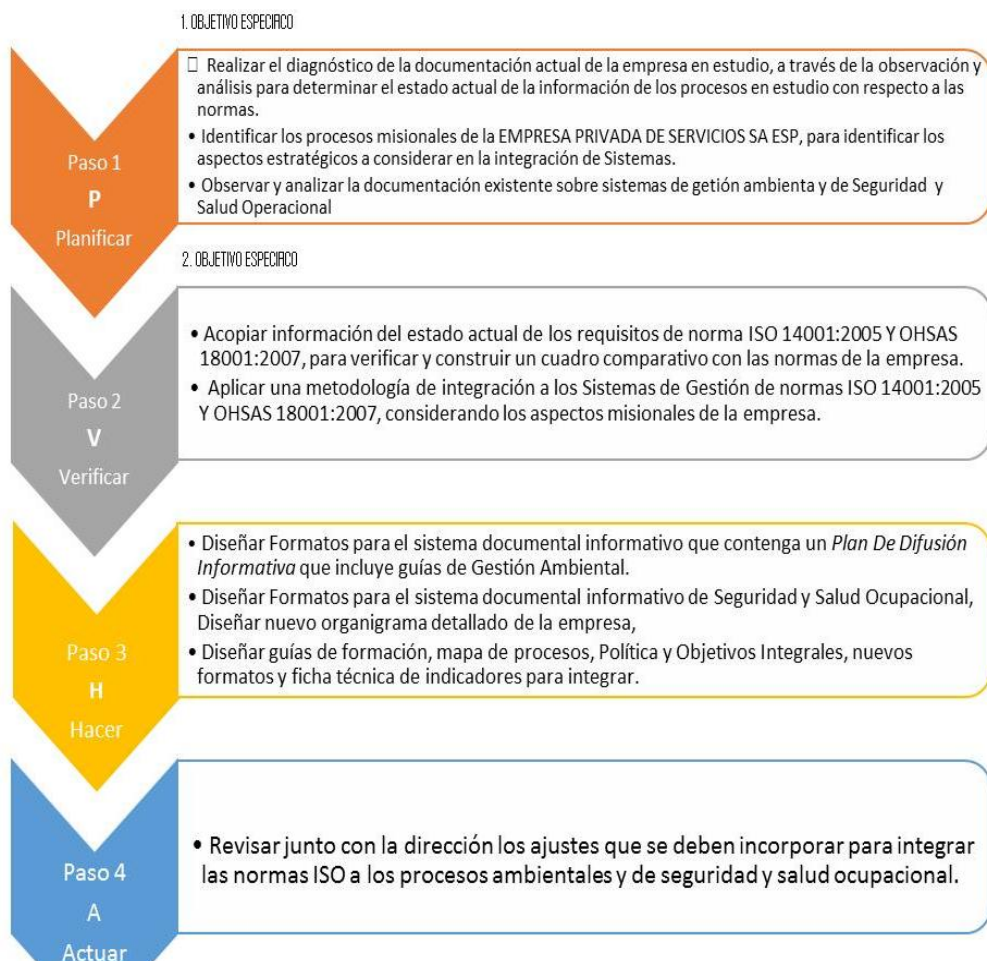 1. OBJETIVO ESPECIFICO
□ Realizar el diagnóstico de la documentación actual de la empresa en estudio, a través de la observación y
análisis para determinar el estado actual de la información de los procesos en estudio con respecto a las
normas.
• Identificar los procesos misionales de la EMPRESA PRIVADA DE SERVICIOS SA ESP, para identificar los
aspectos estratégicos a considerar en la integración de Sistemas.
• Observar y analizar la documentación existente sobre sistemas de getión ambienta y de Seguridad y
Salud Operacional
Paso 1
P
Planificar
2. OBJETIVO ESPECIFICO
• Acopiar información del estado actual de los requisitos de norma ISO 14001:2005 Y OHSAS
18001:2007, para verificar y construir un cuadro comparativo con las normas de la empresa.
• Aplicar una metodología de integración a los Sistemas de Gestión de normas ISO 14001:2005
Y OHSAS 18001:2007, considerando los aspectos misionales de la empresa.
Paso 2
V
Verificar
• Diseñar Formatos para el sistema documental informativo que contenga un Plan De Difusión
Informativa que incluye guías de Gestión Ambiental.
• Diseñar Formatos para el sistema documental informativo de Seguridad y Salud Ocupacional,
Diseñar nuevo organigrama detallado de la empresa,
• Diseñar guías de formación, mapa de procesos, Política y Objetivos Integrales, nuevos
formatos y ficha técnica de indicadores para integrar.
Paso 3
H
Hacer
• Revisar junto con la dirección los ajustes que se deben incorporar para integrar
las normas ISO a los procesos ambientales y de seguridad y salud ocupacional.
Paso 4
A
Actuar